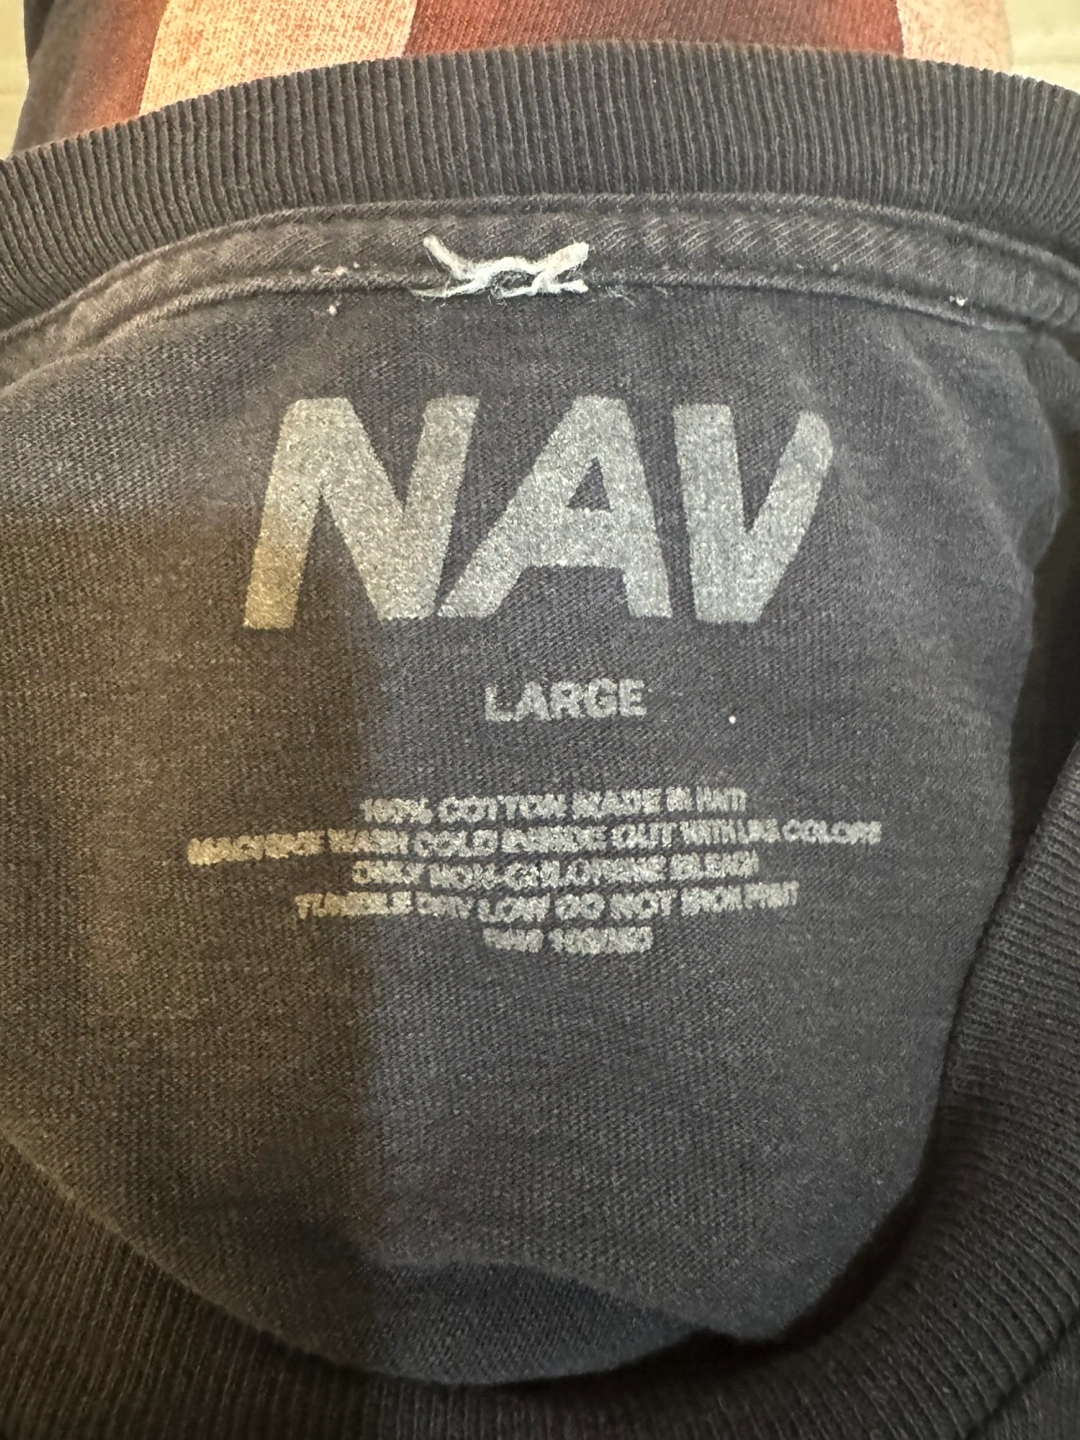 NAV
LARGE
100% COTTON MADE IN HAITI
MACHINE WASH COLD INSIDE OUT WITH LIKE COLORS
ONLY NON-CHLORINE BLEACH
TUMBLE DRY LOW DO NOT IRON PRINT